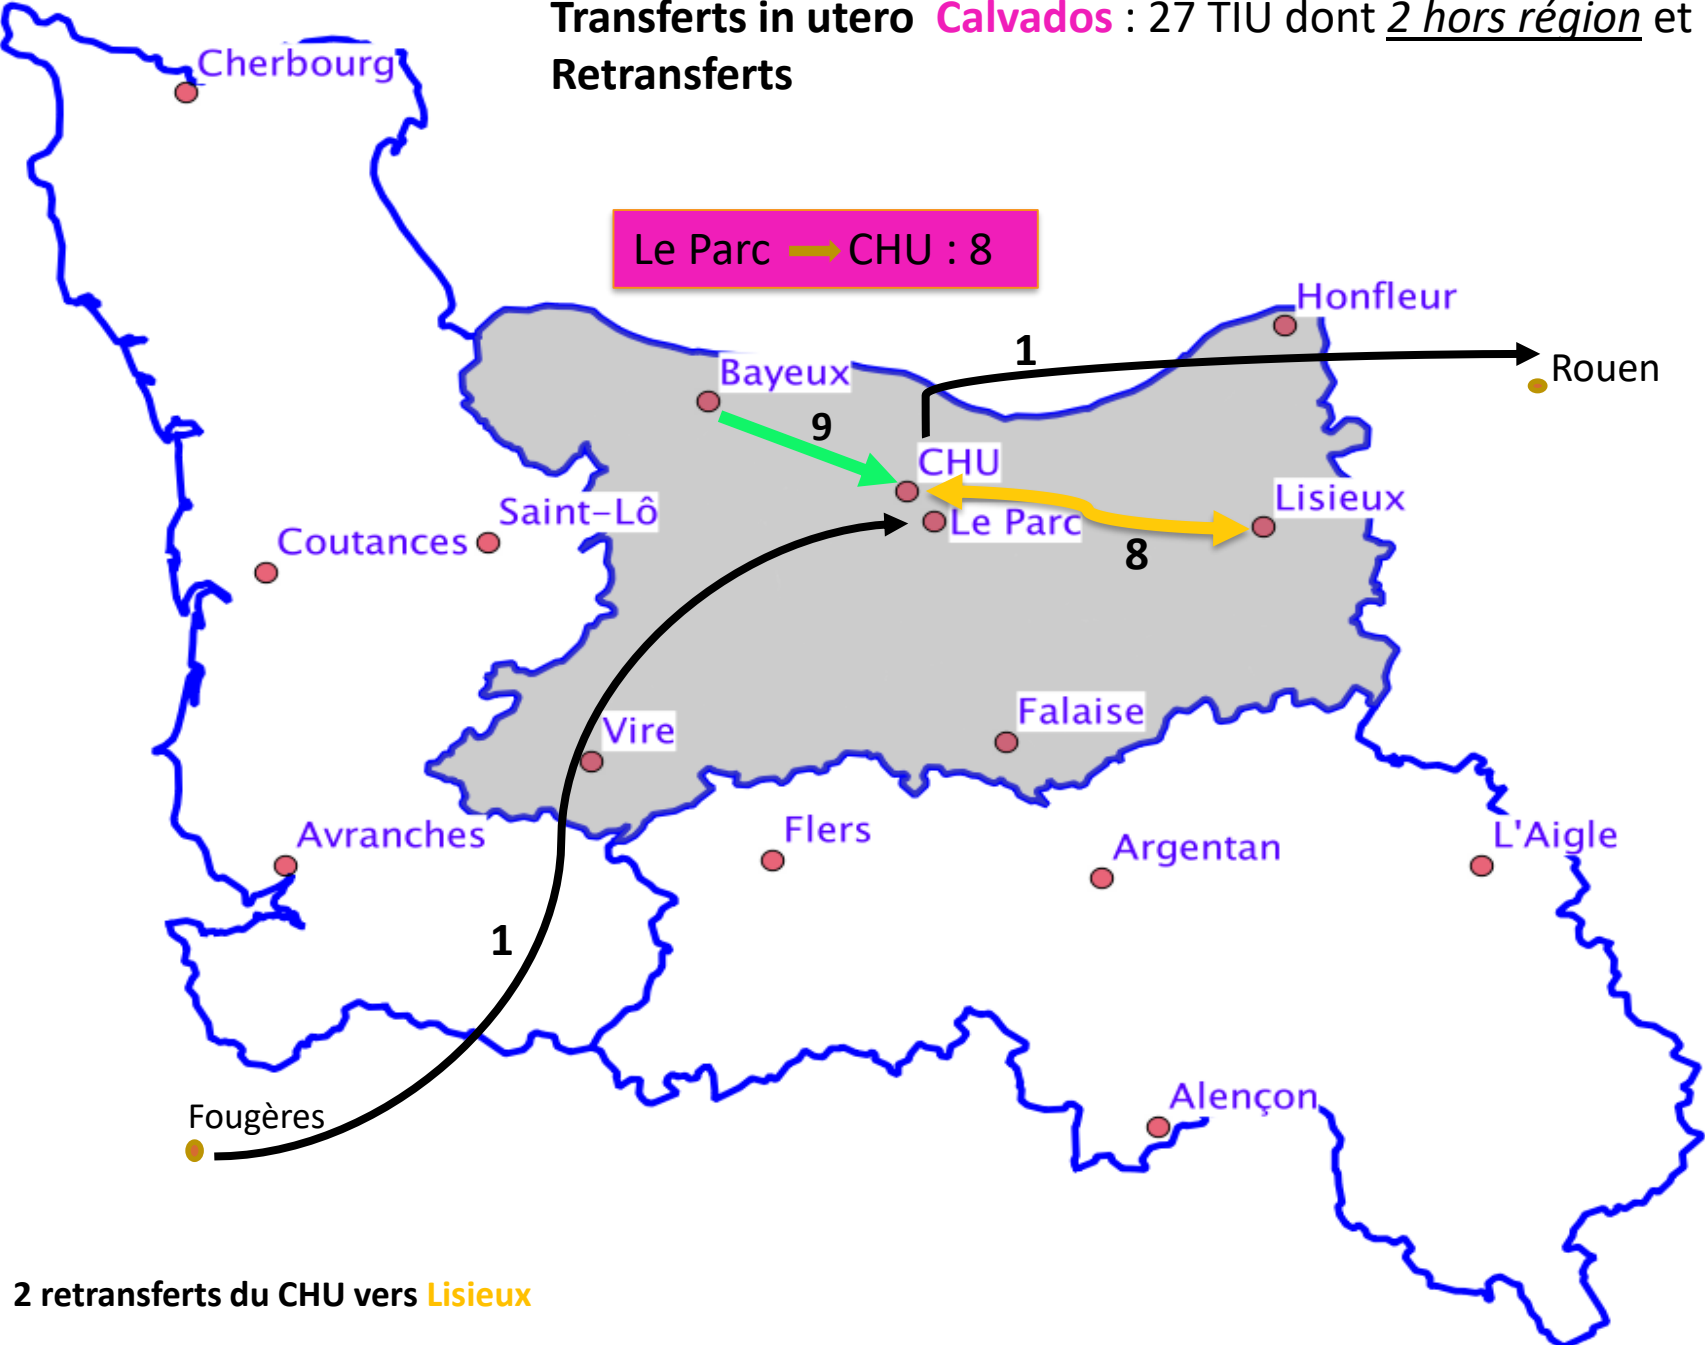 Transferts in utero Calvados : 27 TIU dont 2 hors région et
Retransferts
Cherbourg
Le Parc CHU : 8
Honfleur
1
Rouen
Bayeux
9
CHU
Lisieux
Saint-Lô
Le Parc
Coutances
8
Falaise
Vire
Flers
Avranches
Argentan
L'Aigle
1
Alençon
Fougères
2 retransferts du CHU vers Lisieux